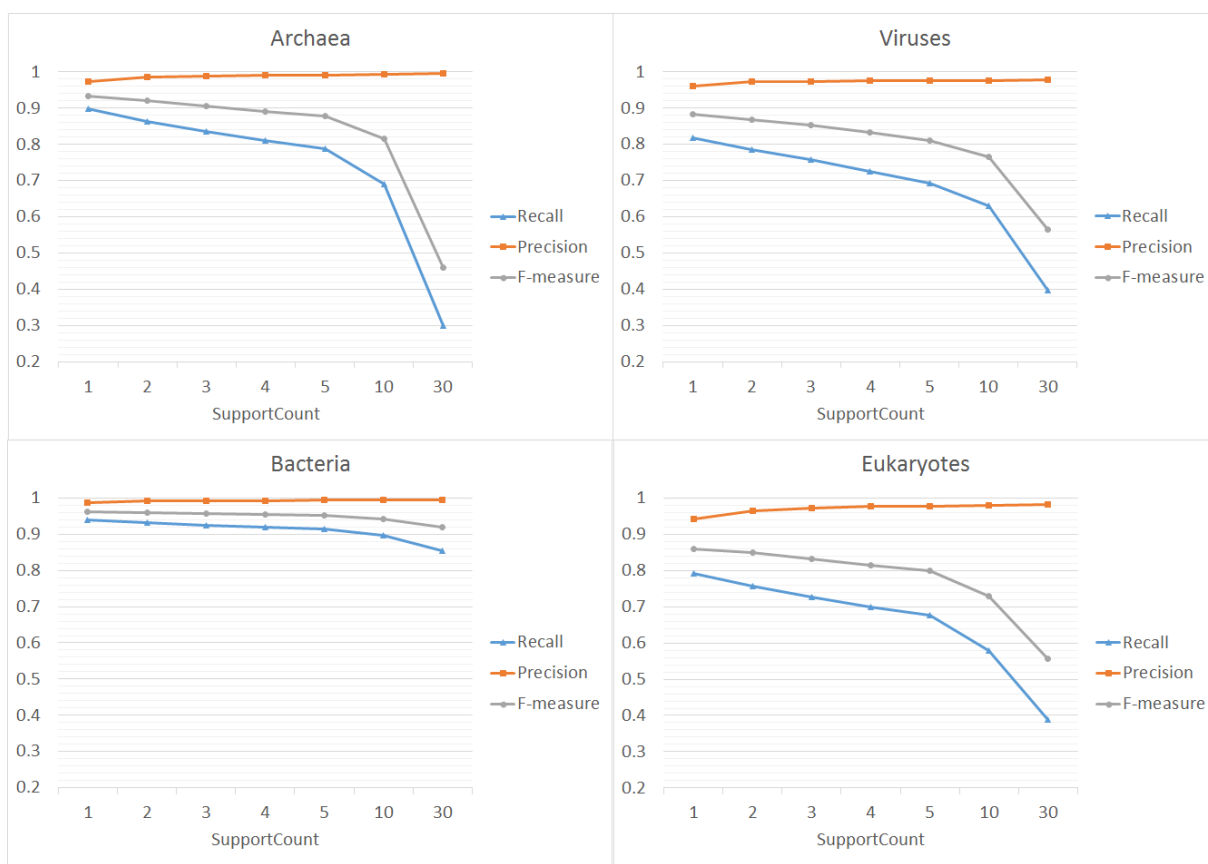 Archaea
1
0.9
0.8
0.7
0.6
0.5
0.4
0.3
0.2
1 2 3 4 5 10 30
SupportCount
Recall
Precision
F-measure
Viruses
1
0.9
0.8
0.7
0.6
0.5
0.4
0.3
0.2
1 2 3 4 5 10 30
SupportCount
Recall
Precision
F-measure
Bacteria
1
0.9
0.8
0.7
0.6
0.5
0.4
0.3
0.2
1 2 3 4 5 10 30
SupportCount
Recall
Precision
F-measure
Eukaryotes
1
0.9
0.8
0.7
0.6
0.5
0.4
0.3
0.2
1 2 3 4 5 10 30
SupportCount
Recall
Precision
F-measure